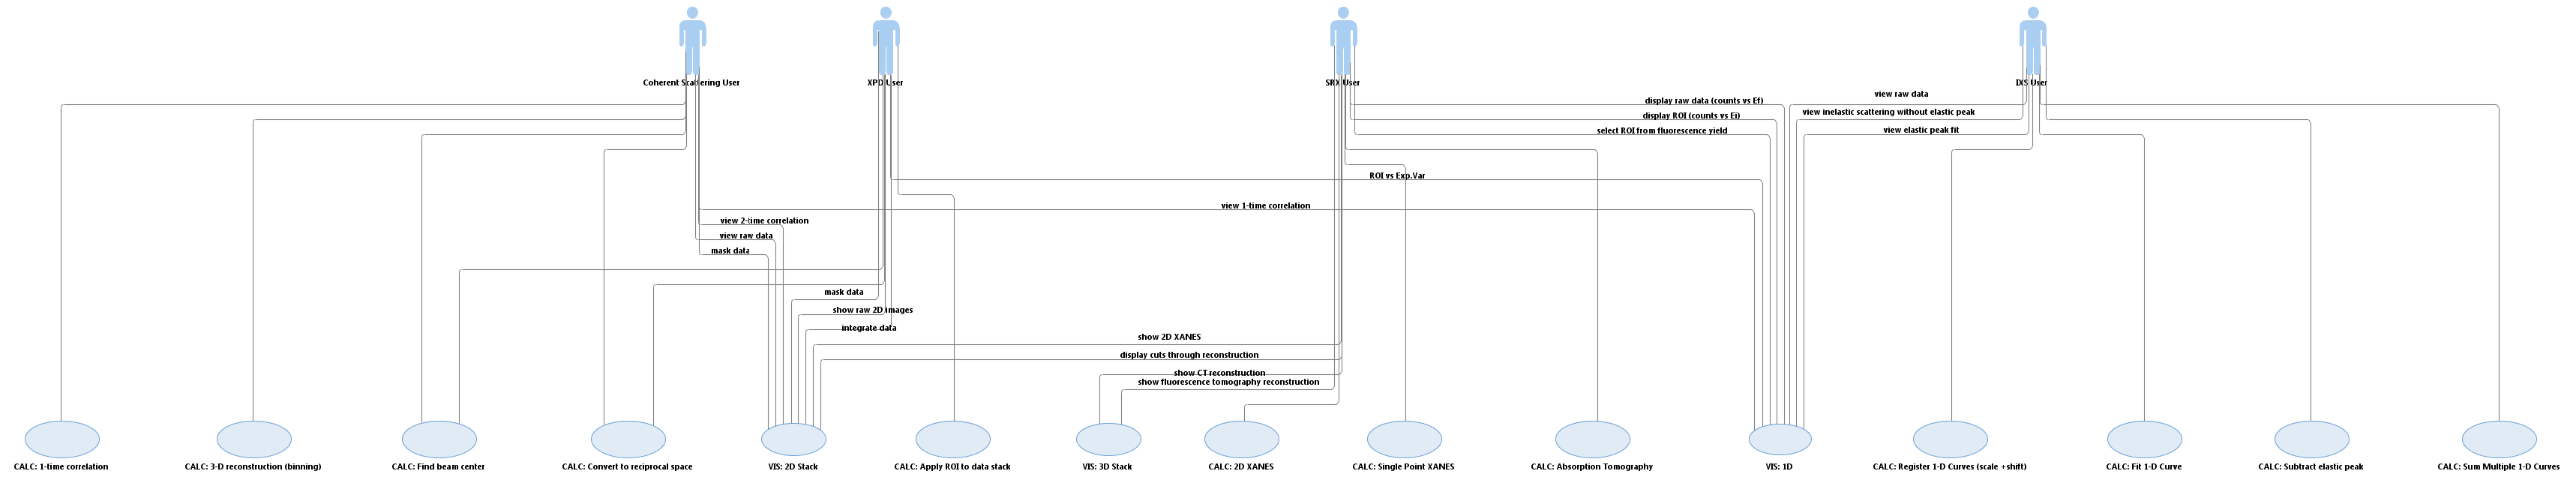 Coherent Scattering User
XPD User
SRX User
IXS User
view raw data
display raw data (counts vs Ef)
view inelastic scattering without elastic peak
display ROI (counts vs Ei)
view elastic peak fit
select ROI from fluorescence yield
ROI vs Exp.Var
view 1-time correlation
view 2-time correlation
view raw data
mask data
mask data
show raw 2D images
integrate data
show 2D XANES
display cuts through reconstruction
show CT reconstruction
show fluorescence tomography reconstruction
CALC: 1-time correlation
CALC: 3-D reconstruction (binning)
CALC: Find beam center
CALC: Convert to reciprocal space
VIS: 2D Stack
CALC: Apply ROI to data stack
VIS: 3D Stack
CALC: 2D XANES
CALC: Single Point XANES
CALC: Absorption Tomography
VIS: 1D
CALC: Register 1-D Curves (scale +shift)
CALC: Fit 1-D Curve
CALC: Subtract elastic peak
CALC: Sum Multiple 1-D Curves